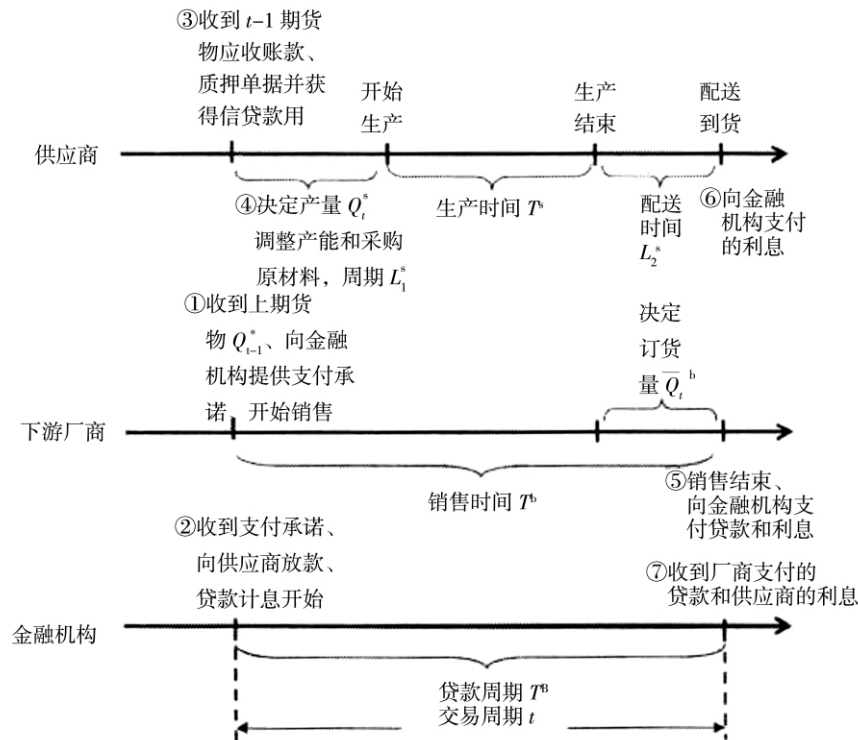 ③收到 t−1 期货
物应收账款、
质押单据并获
得信贷款用
开始
生产
生产
结束
配送
到货
供应商
④决定产量 Qₜˢ
调整产能和采购
原材料，周期 L₁ˢ
生产时间 Tˢ
配送
时间
L₂ˢ
⑥向金融
机构支付
的利息
①收到上期货
物 Q*ₜ₋₁、向金融
机构提供支付承
诺、开始销售
决定
订货
量 Q̅ₜᵇ
下游厂商
销售时间 Tᵇ
⑤销售结束、
向金融机构支
付贷款和利息
②收到支付承诺、
向供应商放款、
贷款计息开始
⑦收到厂商支付的
贷款和供应商的利息
金融机构
贷款周期 Tᴮ
交易周期 t